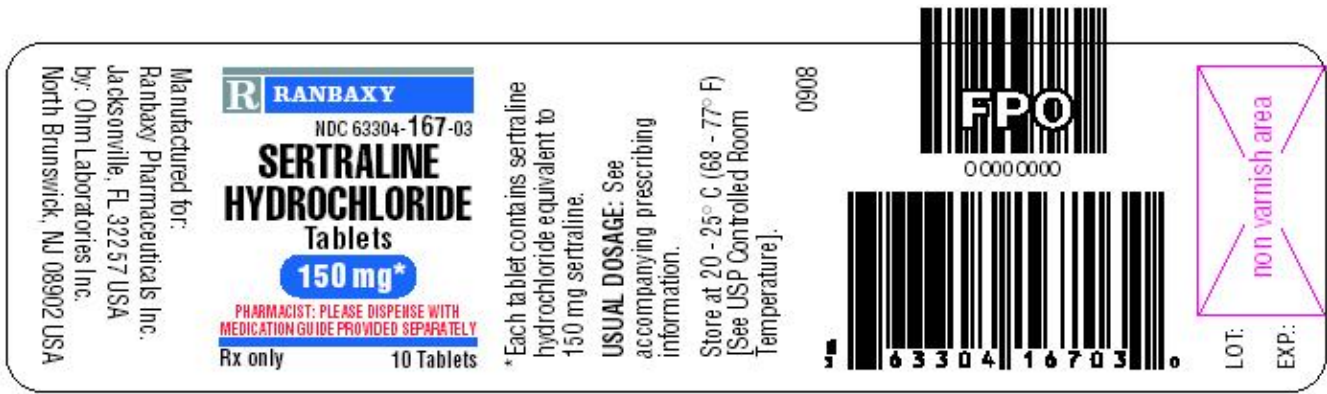 Manufactured for:
Ranbaxy Pharmaceuticals Inc.
Jacksonville, FL 32257 USA
by: Ohm Laboratories Inc.
North Brunswick, NJ 08902 USA
R RANBAXY
NDC 63304-167-03
SERTRALINE
HYDROCHLORIDE
Tablets
150 mg*
PHARMACIST: PLEASE DISPENSE WITH
MEDICATION GUIDE PROVIDED SEPARATELY
Rx only 10 Tablets
*Each tablet contains sertraline
hydrochloride equivalent to
150 mg sertraline.
USUAL DOSAGE: See
accompanying prescribing
information.
Store at 20 - 25° C (68 - 77° F)
[See USP Controlled Room
Temperature].
0908
FPO
00000000
3 63304 16703 0
non varnish area
LOT:
EXP.: